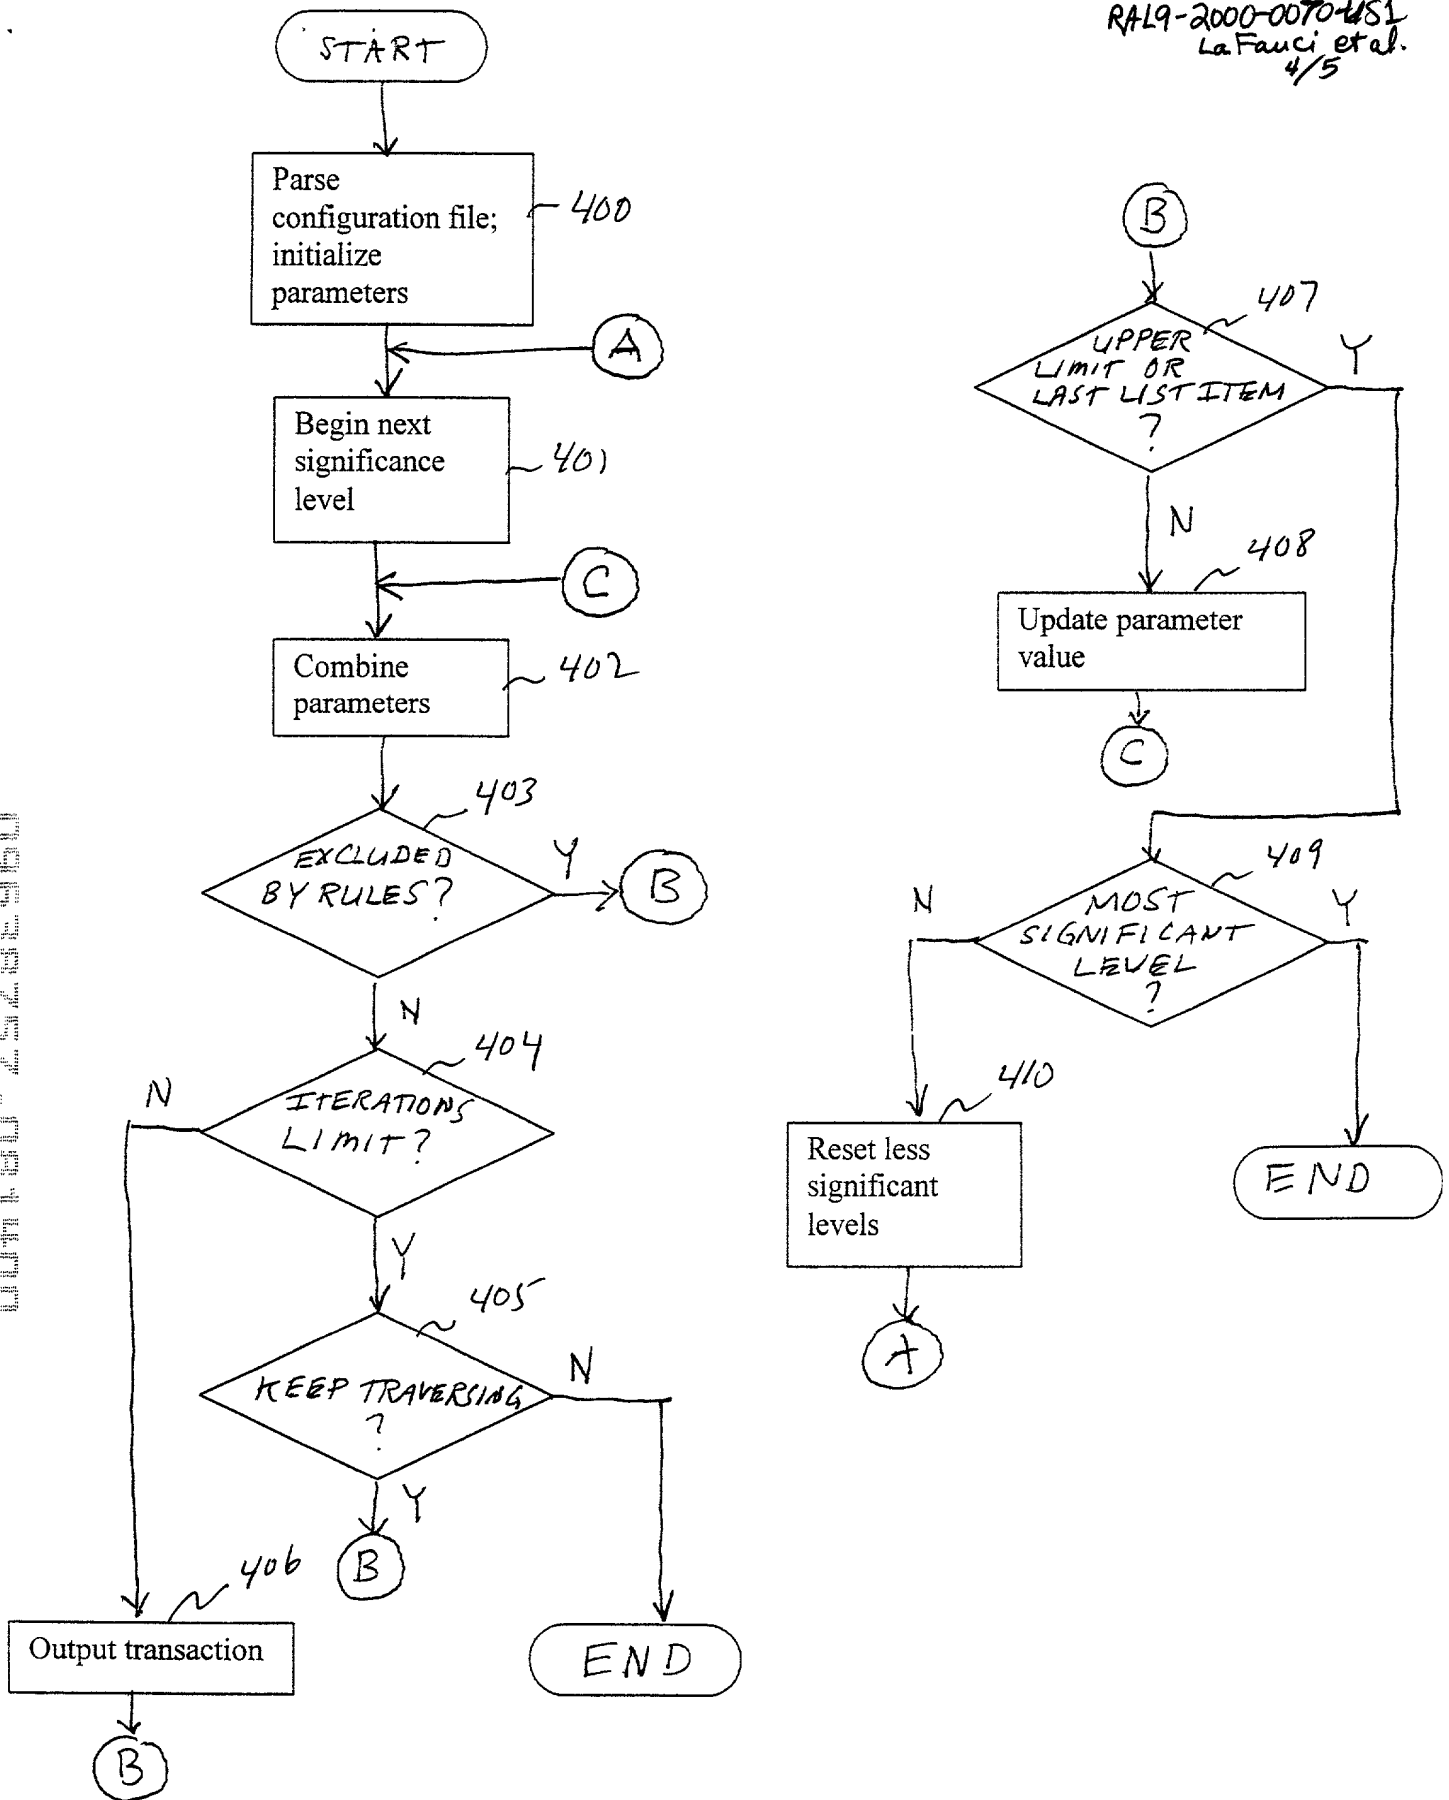 RAL9-2000-0070-US1
La Fauci et al.
4/5
START
Parse
configuration file;
initialize
parameters
400
A
Begin next
significance
level
401
C
Combine
parameters
402
403
EXCLUDED
BY RULES?
Y
B
N
404
ITERATIONS
LIMIT?
N
Y
405
KEEP TRAVERSING
?
N
Y
B
406
Output transaction
B
END
B
407
UPPER
LIMIT OR
LAST LIST ITEM
?
Y
N
408
Update parameter
value
C
409
MOST
SIGNIFICANT
LEVEL
?
N
Y
410
Reset less
significant
levels
A
END